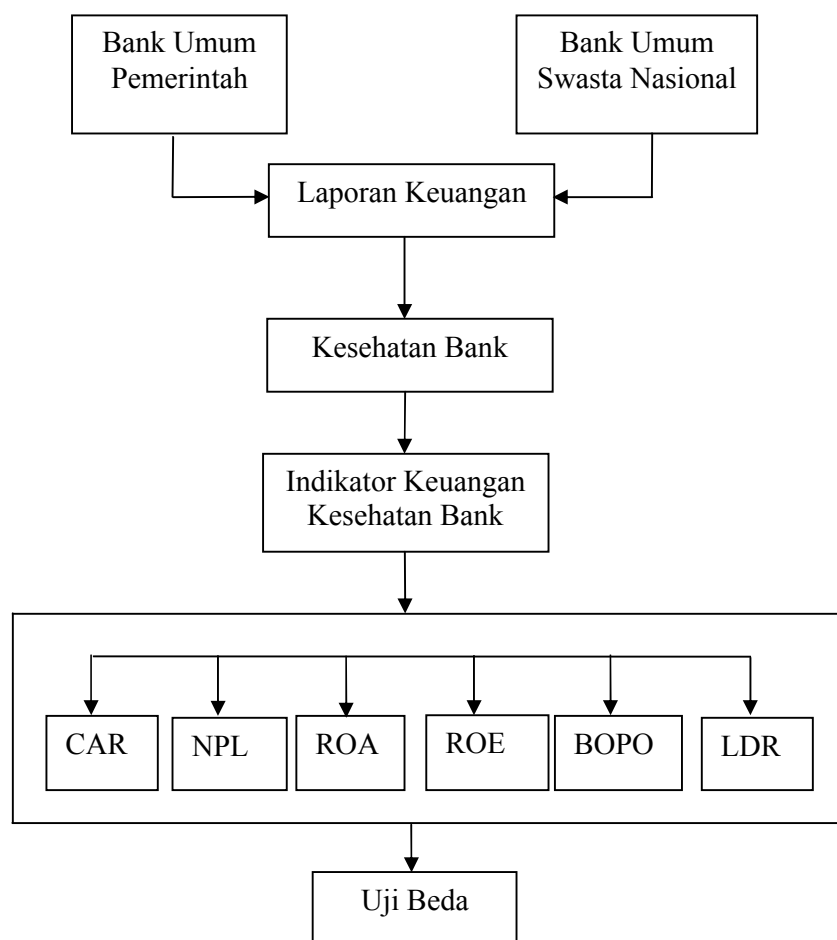 Bank Umum
Pemerintah
Bank Umum
Swasta Nasional
Laporan Keuangan
Kesehatan Bank
Indikator Keuangan
Kesehatan Bank
CAR
NPL
ROA
ROE
BOPO
LDR
Uji Beda